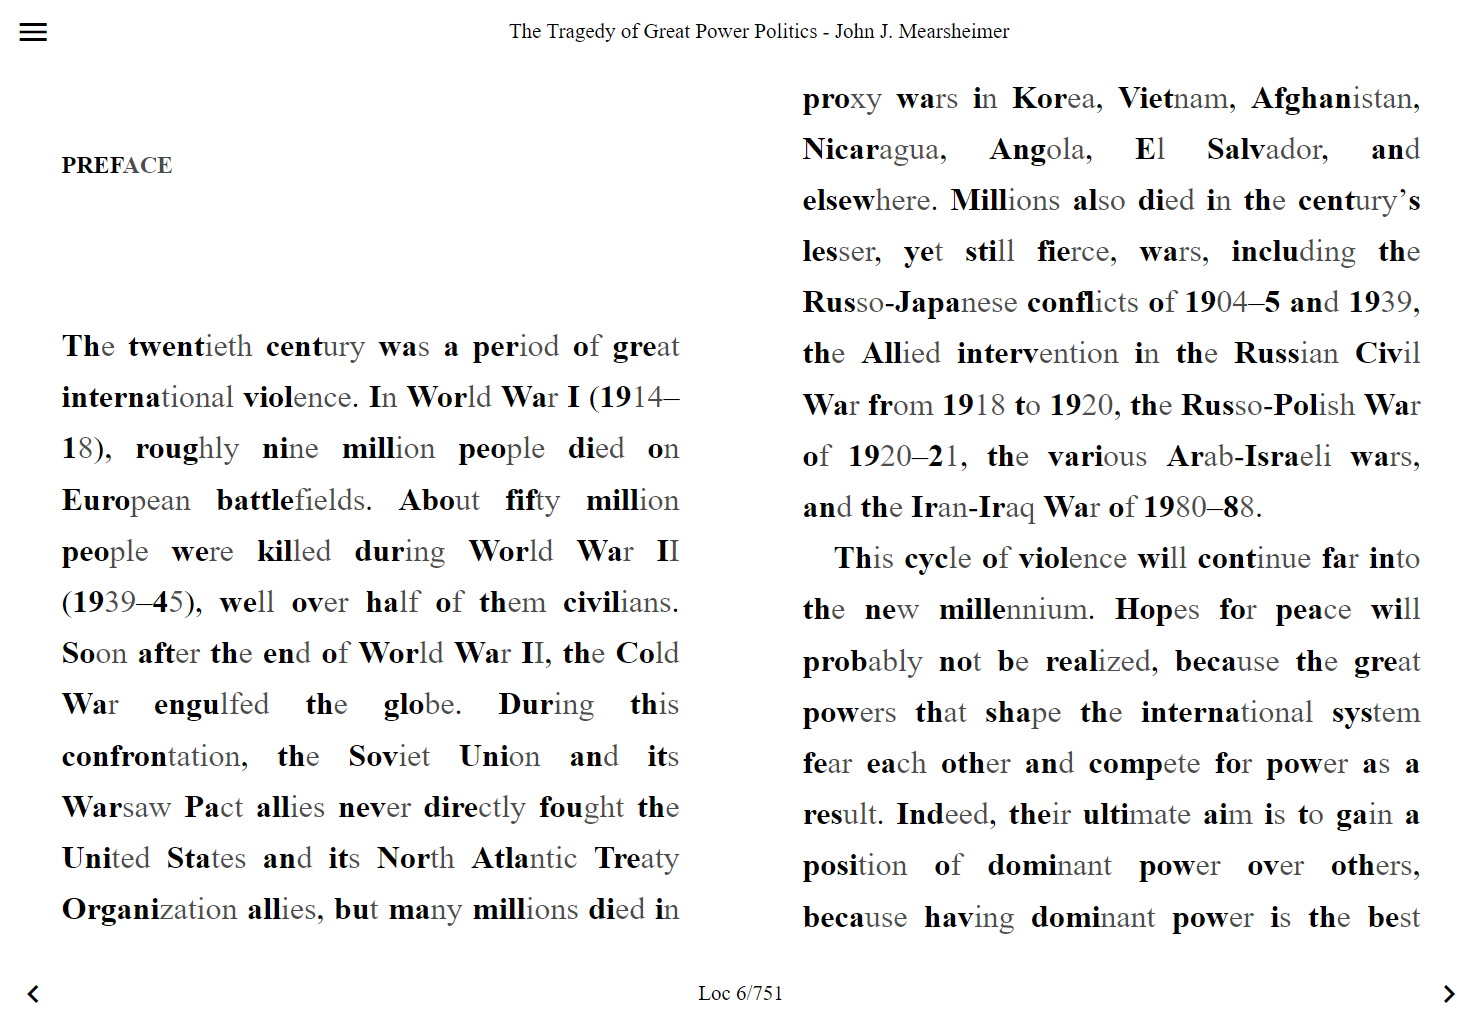 The Tragedy of Great Power Politics - John J. Mearsheimer
PREFACE
The twentieth century was a period of great
international violence. In World War I (1914–
18), roughly nine million people died on
European battlefields. About fifty million
people were killed during World War II
(1939–45), well over half of them civilians.
Soon after the end of World War II, the Cold
War engulfed the globe. During this
confrontation, the Soviet Union and its
Warsaw Pact allies never directly fought the
United States and its North Atlantic Treaty
Organization allies, but many millions died in
proxy wars in Korea, Vietnam, Afghanistan,
Nicaragua, Angola, El Salvador, and
elsewhere. Millions also died in the century’s
lesser, yet still fierce, wars, including the
Russo-Japanese conflicts of 1904–5 and 1939,
the Allied intervention in the Russian Civil
War from 1918 to 1920, the Russo-Polish War
of 1920–21, the various Arab-Israeli wars,
and the Iran-Iraq War of 1980–88.
This cycle of violence will continue far into
the new millennium. Hopes for peace will
probably not be realized, because the great
powers that shape the international system
fear each other and compete for power as a
result. Indeed, their ultimate aim is to gain a
position of dominant power over others,
because having dominant power is the best
Loc 6/751